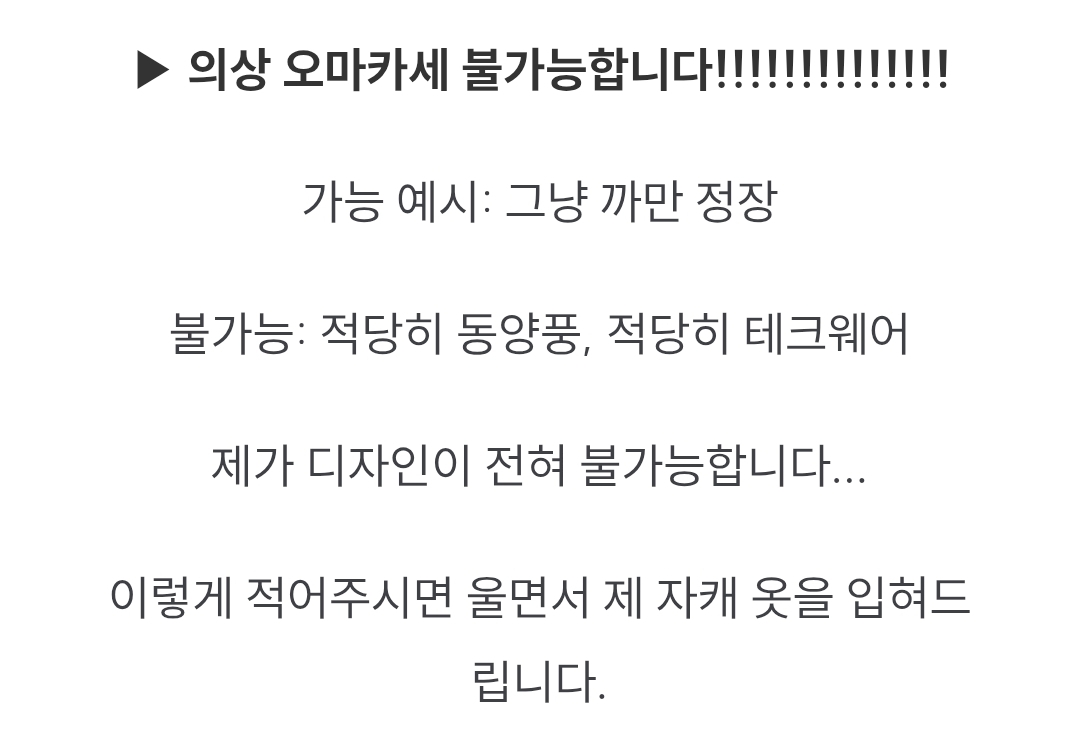 ▶ 의상 오마카세 불가능합니다!!!!!!!!!!!!!!
가능 예시: 그냥 까만 정장
불가능: 적당히 동양풍, 적당히 테크웨어
제가 디자인이 전혀 불가능합니다...
이렇게 적어주시면 울면서 제 자캐 옷을 입혀드
립니다.